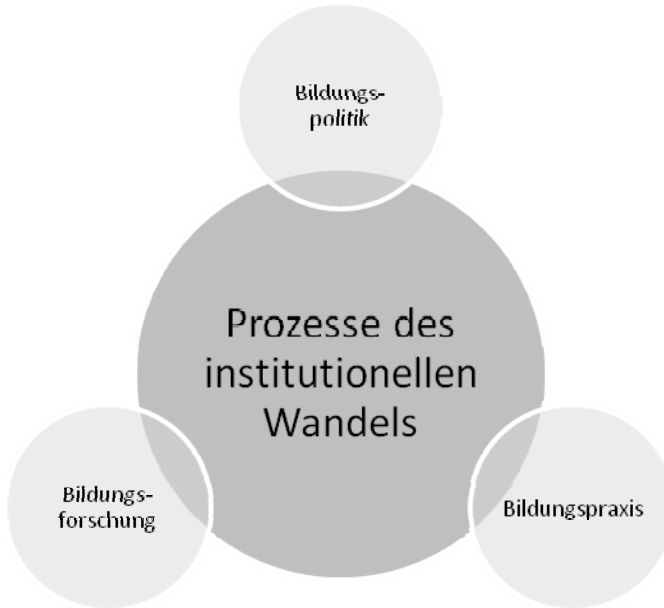 Bildungs-
politik
Prozesse des
institutionellen
Wandels
Bildungs-
forschung
Bildungspraxis